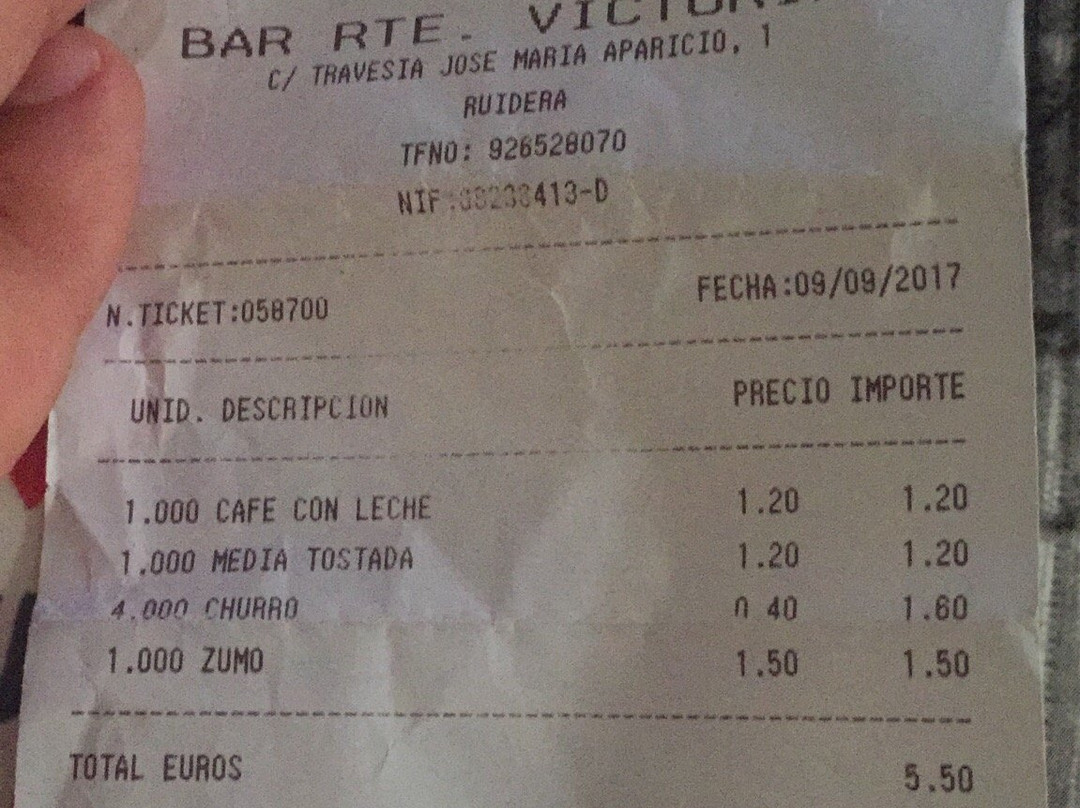 BAR RTE.
C/ TRAVESIA JOSE MARIA APARICIO, 1
RUIDERA
TFNO: 926528070
N.TICKET:058700 FECHA:09/09/2017
UNID. DESCRIPCION PRECIO IMPORTE
1.000 CAFE CON LECHE 1.20 1.20
1.000 MEDIA TOSTADA 1.20 1.20
4.000 CHURRO 0.40 1.60
1.000 ZUMO 1.50 1.50
TOTAL EUROS 5.50